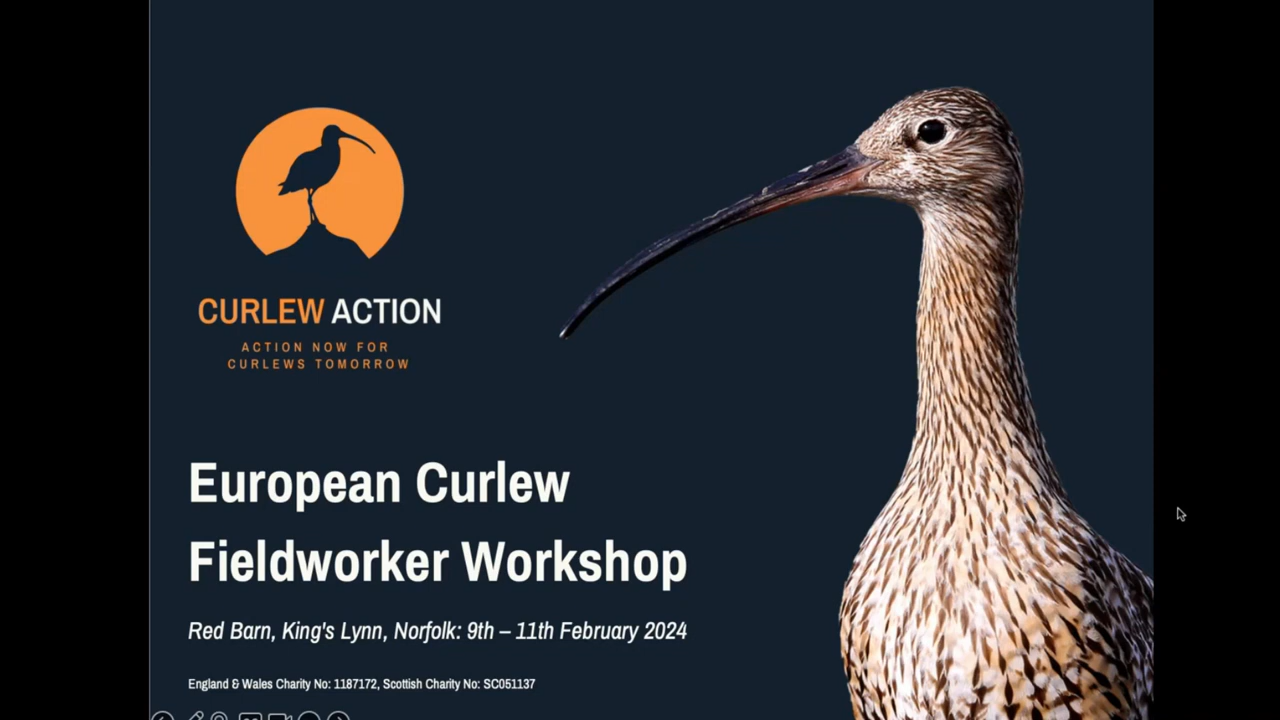 CURLEW ACTION
ACTION NOW FOR
CURLEWS TOMORROW
European Curlew
Fieldworker Workshop
Red Barn, King's Lynn, Norfolk: 9th – 11th February 2024
England & Wales Charity No: 1187172, Scottish Charity No: SC051137